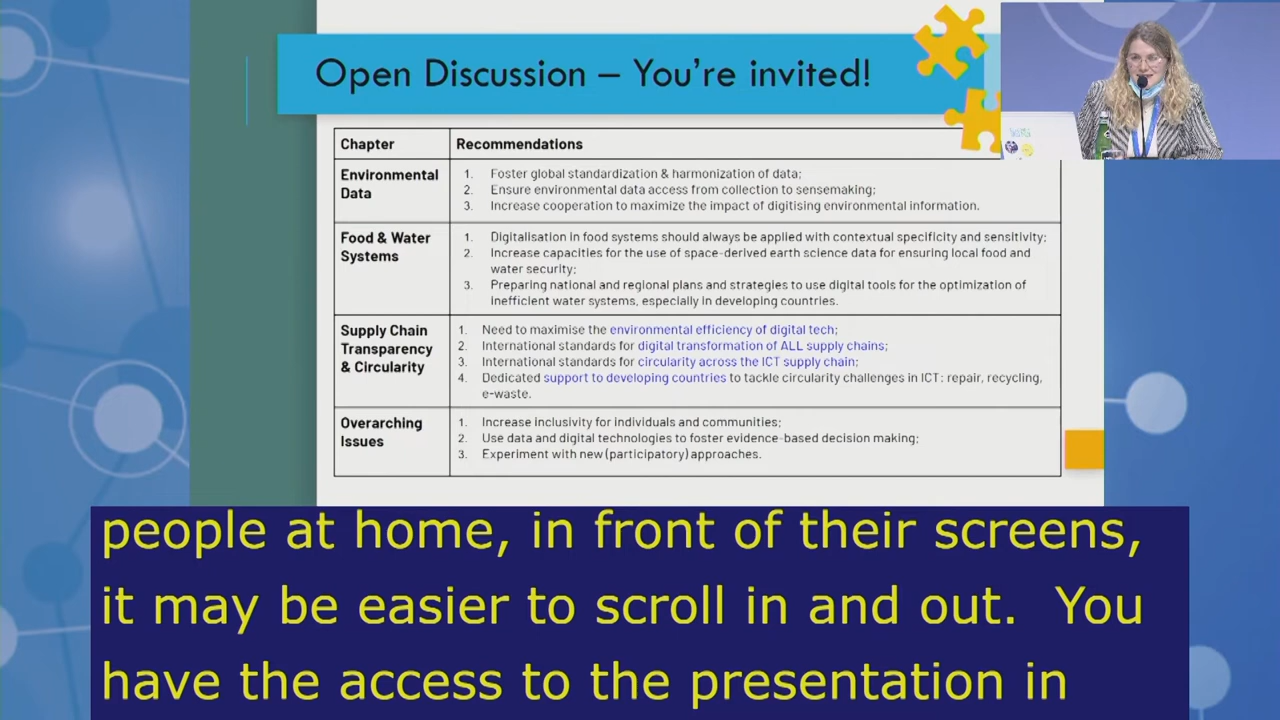 Open Discussion – You're invited!
Chapter
Recommendations
Environmental
Data
1. Foster global standardization & harmonization of data;
2. Ensure environmental data access from collection to sensemaking;
3. Increase cooperation to maximize the impact of digitising environmental information.
Food & Water
Systems
1. Digitalisation in food systems should always be applied with contextual specificity and sensitivity;
2. Increase capacities for the use of space-derived earth science data for ensuring local food and
water security;
3. Preparing national and regional plans and strategies to use digital tools for the optimization of
inefficient water systems, especially in developing countries.
Supply Chain
Transparency
& Circularity
1. Need to maximise the environmental efficiency of digital tech;
2. International standards for digital transformation of ALL supply chains;
3. International standards for circularity across the ICT supply chain;
4. Dedicated support to developing countries to tackle circularity challenges in ICT: repair, recycling,
e-waste.
Overarching
Issues
1. Increase inclusivity for individuals and communities;
2. Use data and digital technologies to foster evidence-based decision making;
3. Experiment with new (participatory) approaches.
people at home, in front of their screens,
it may be easier to scroll in and out. You
have the access to the presentation in